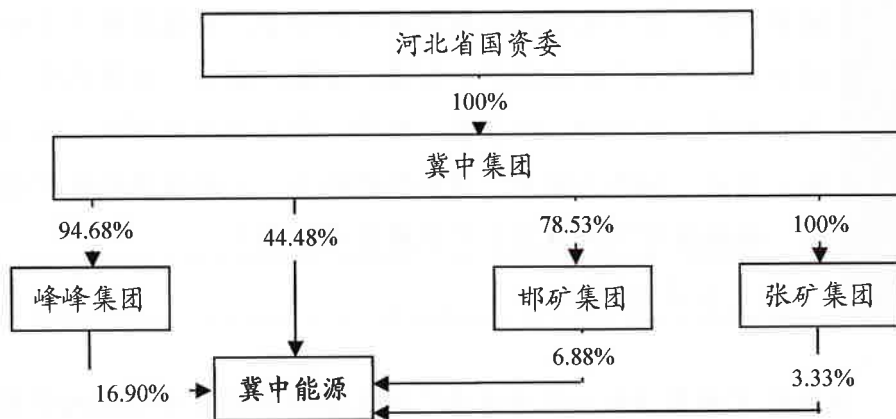 河北省国资委
100%
冀中集团
94.68%
44.48%
78.53%
100%
峰峰集团
邯矿集团
张矿集团
16.90%
冀中能源
6.88%
3.33%